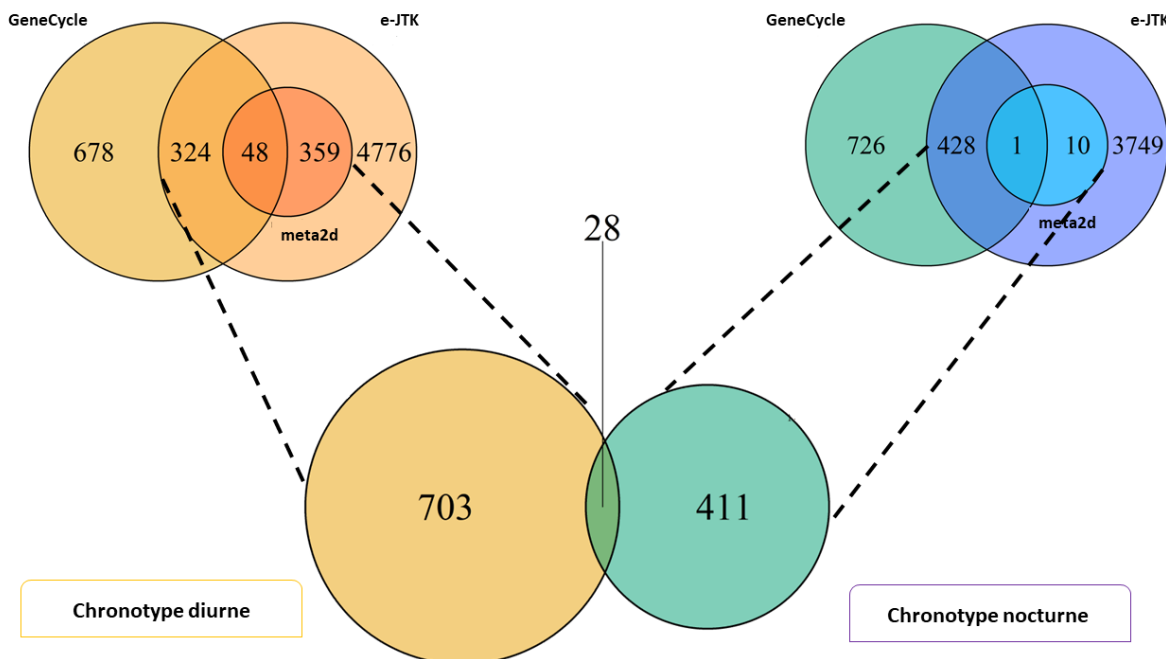 GeneCycle e-JTK
678 324 48 359 4776
meta2d
GeneCycle e-JTK
726 428 1 10 3749
meta2d
28
703 411
Chronotype diurne
Chronotype nocturne